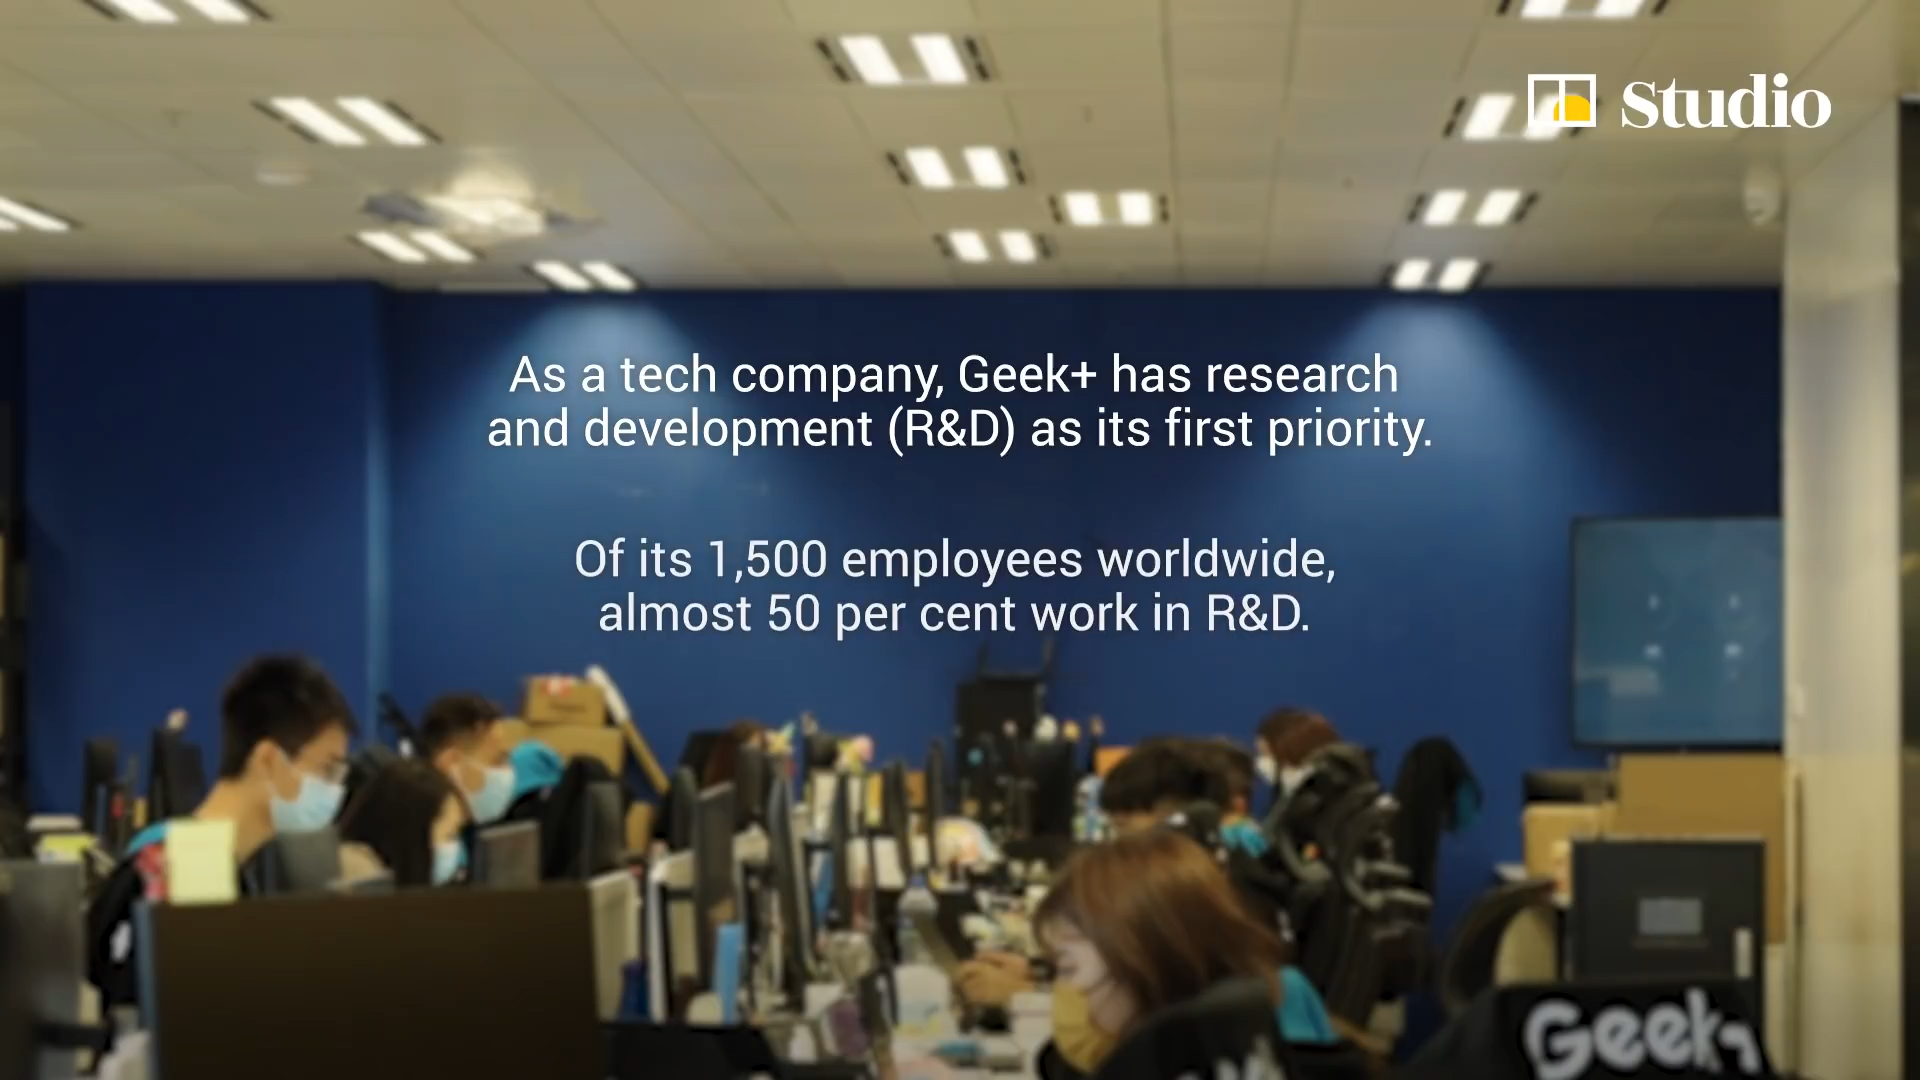 Studio
As a tech company, Geek+ has research
and development (R&D) as its first priority.
Of its 1,500 employees worldwide,
almost 50 per cent work in R&D.
Geek+